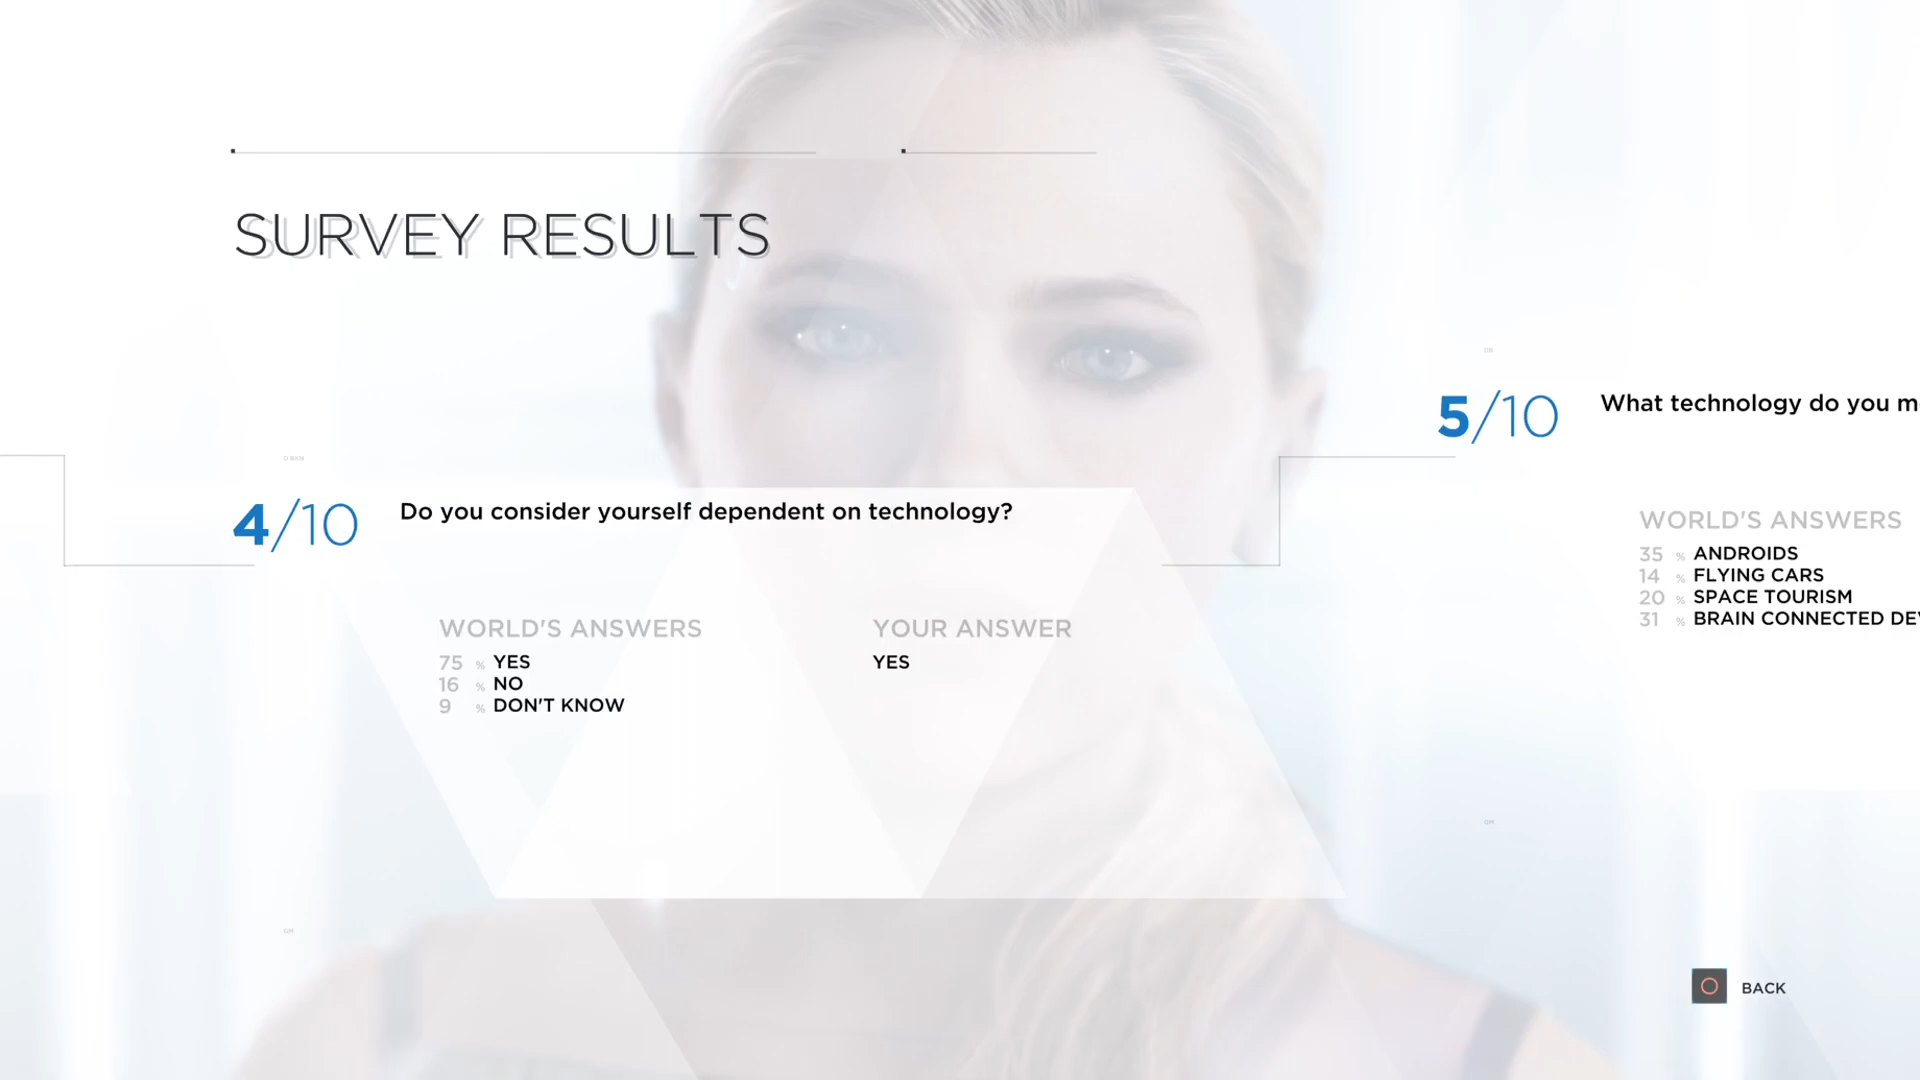 SURVEY RESULTS
4/10 Do you consider yourself dependent on technology?
WORLD'S ANSWERS
75 % YES
16 % NO
9 % DON'T KNOW
YOUR ANSWER
YES
5/10 What technology do you m
WORLD'S ANSWERS
35 % ANDROIDS
14 % FLYING CARS
20 % SPACE TOURISM
31 % BRAIN CONNECTED DE
BACK